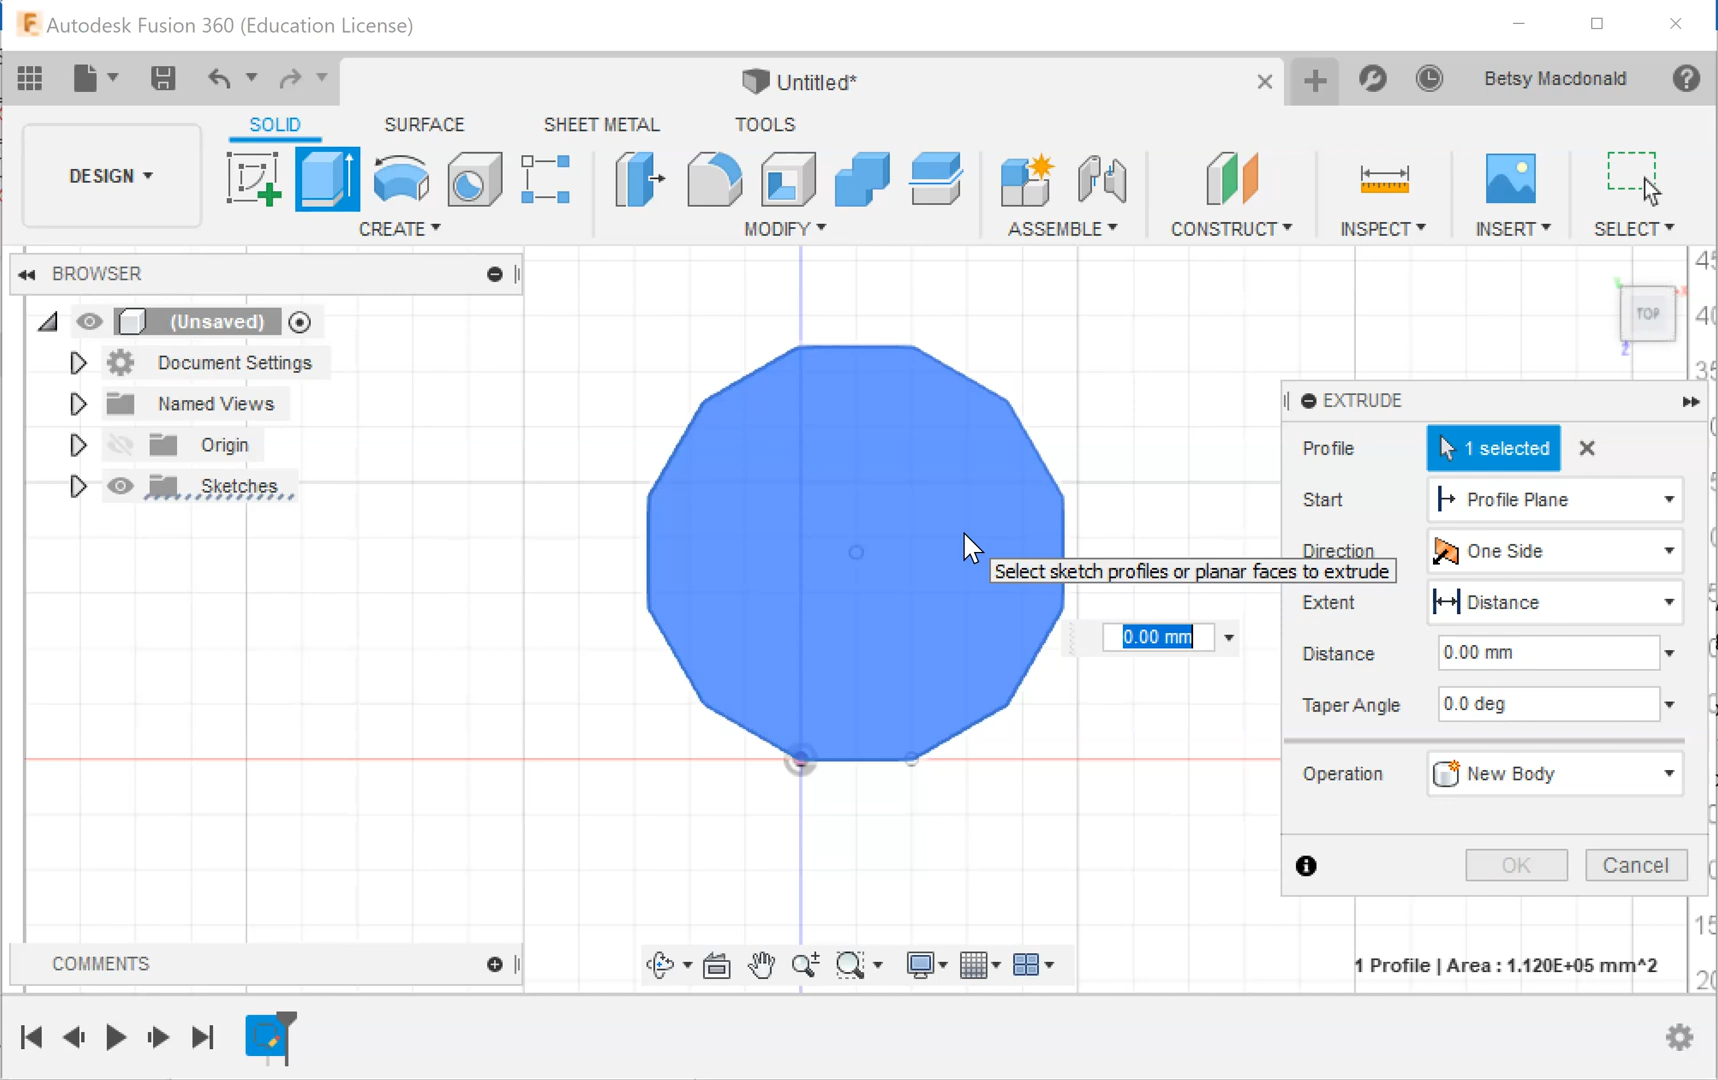 Autodesk Fusion 360 (Education License)
Untitled*
Betsy Macdonald
SOLID
SURFACE
SHEET METAL
TOOLS
DESIGN
CREATE
MODIFY
ASSEMBLE
CONSTRUCT
INSPECT
INSERT
SELECT
BROWSER
(Unsaved)
Document Settings
Named Views
Origin
Sketches
TOP
EXTRUDE
Profile
1 selected
Start
Profile Plane
Direction
One Side
Select sketch profiles or planar faces to extrude
Extent
Distance
0.00 mm
Distance
0.00 mm
Taper Angle
0.0 deg
Operation
New Body
OK
Cancel
COMMENTS
1 Profile | Area : 1.120E+05 mm^2